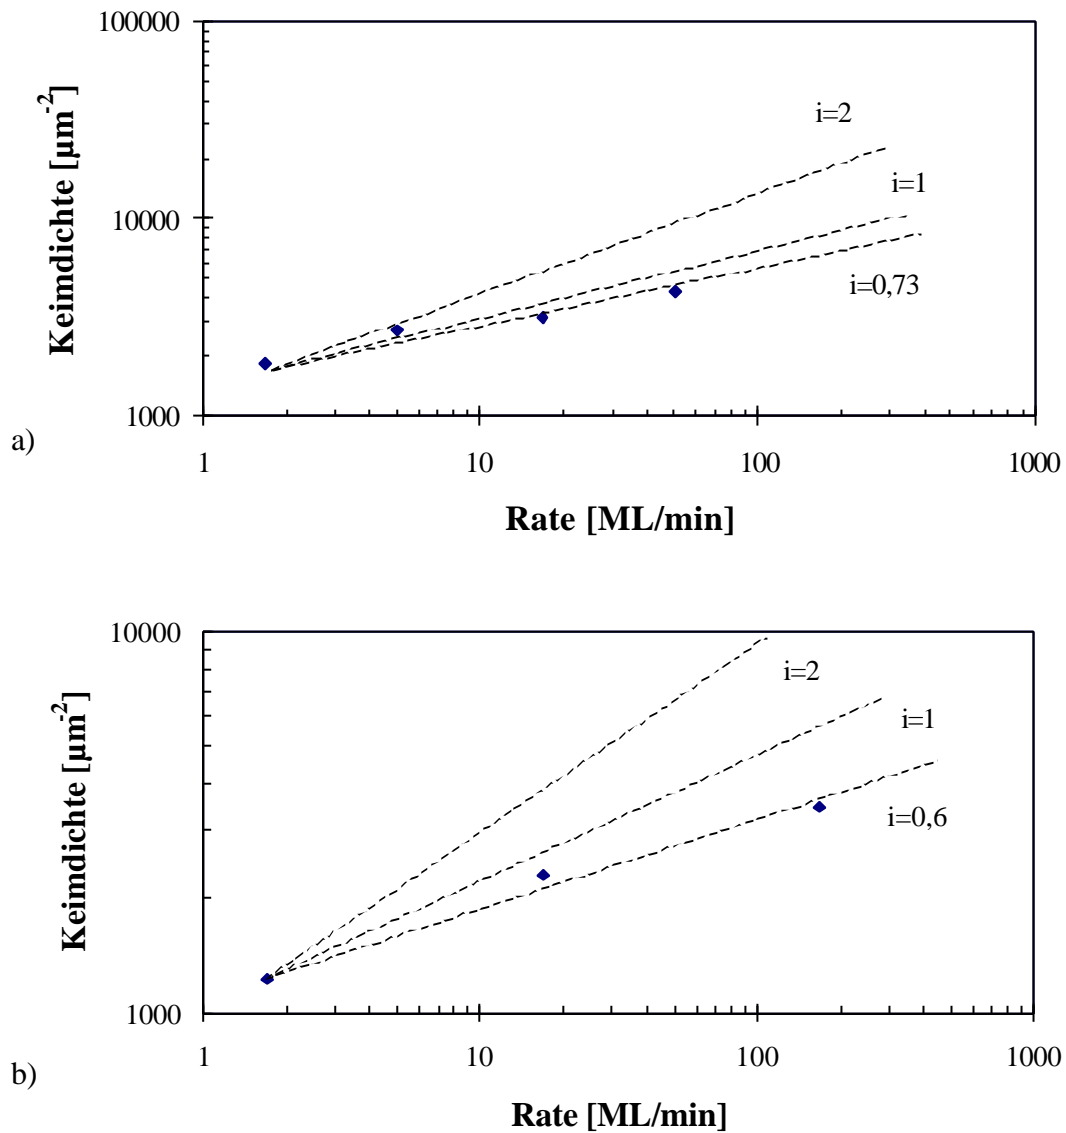 100000
Keimdichte [µm-2]
i=2
i=1
10000
i=0,73
1000
a)
1 10 100 1000
Rate [ML/min]
10000
Keimdichte [µm-2]
i=2
i=1
i=0,6
1000
1 10 100 1000
b)
Rate [ML/min]